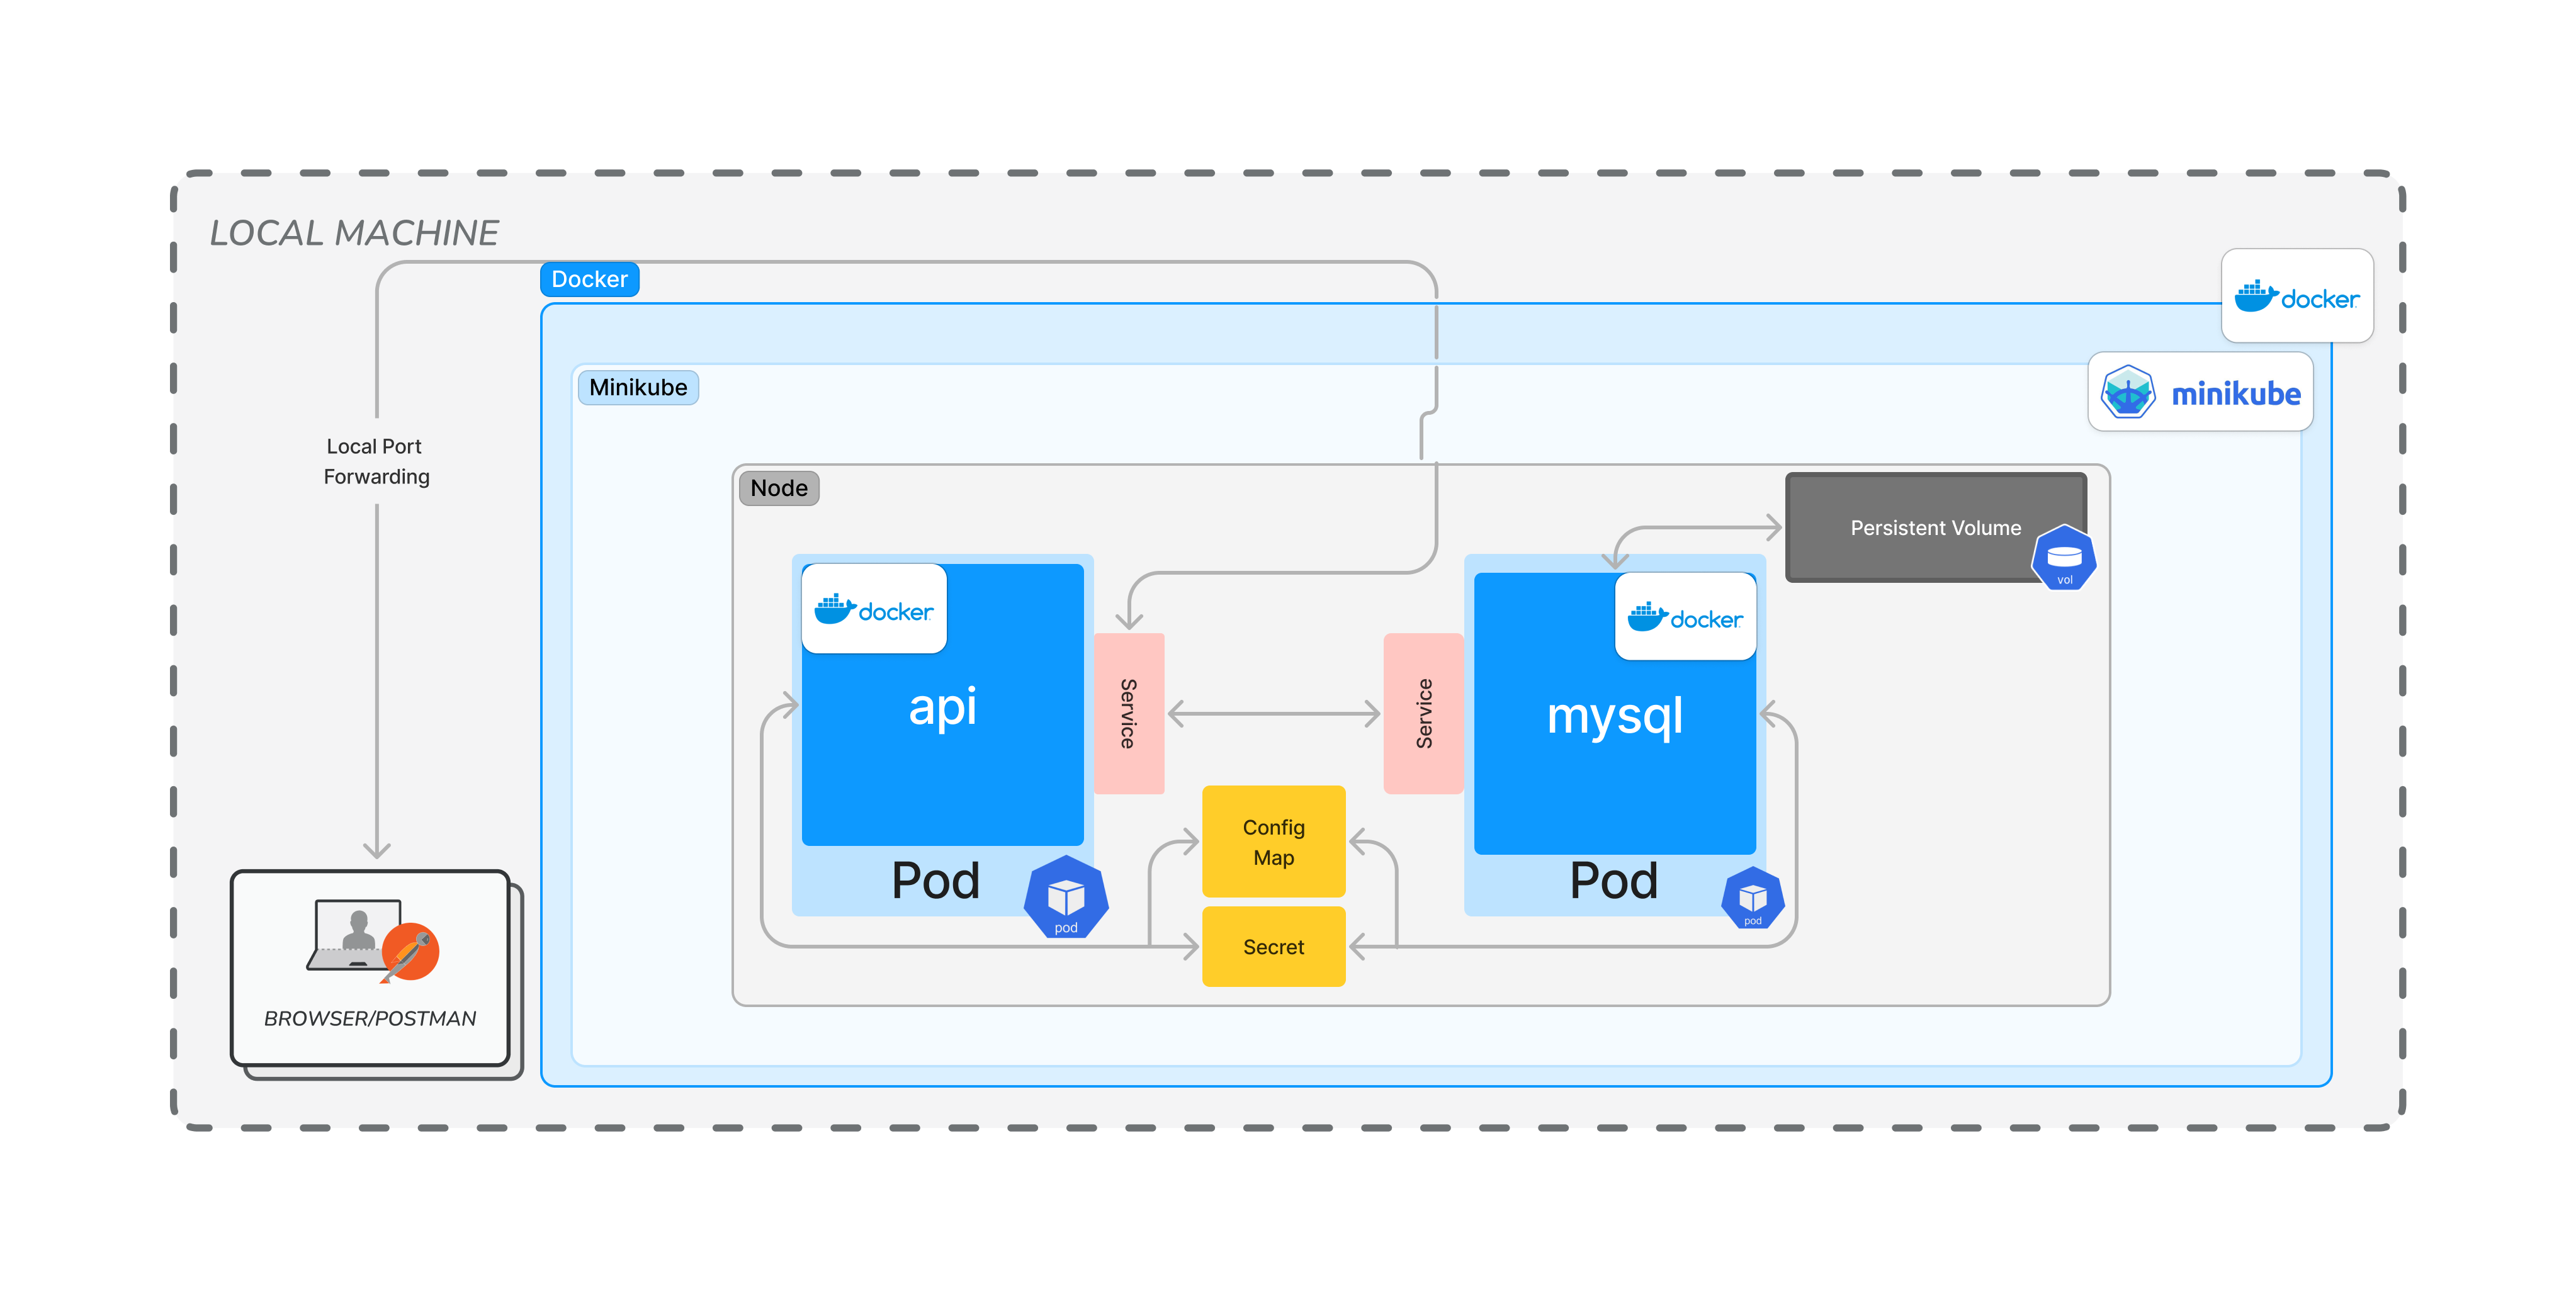 LOCAL MACHINE
Docker
docker
Minikube
minikube
Local Port
Forwarding
Node
Persistent Volume
vol
docker
docker
api
Service
Service
mysql
Config
Map
Pod
pod
Pod
pod
Secret
BROWSER/POSTMAN